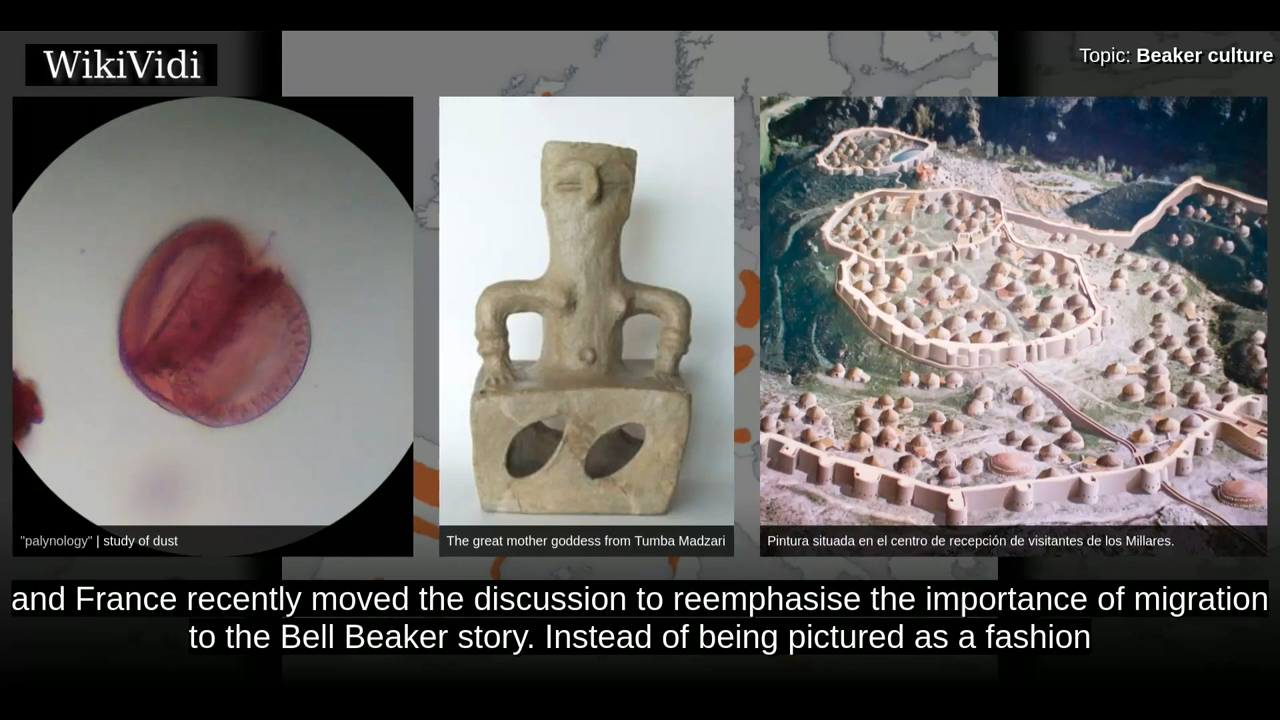 WikiVidi
Topic: Beaker culture
"palynology" | study of dust
The great mother goddess from Tumba Madzari
Pintura situada en el centro de recepción de visitantes de los Millares.
and France recently moved the discussion to reemphasise the importance of migration
to the Bell Beaker story. Instead of being pictured as a fashion